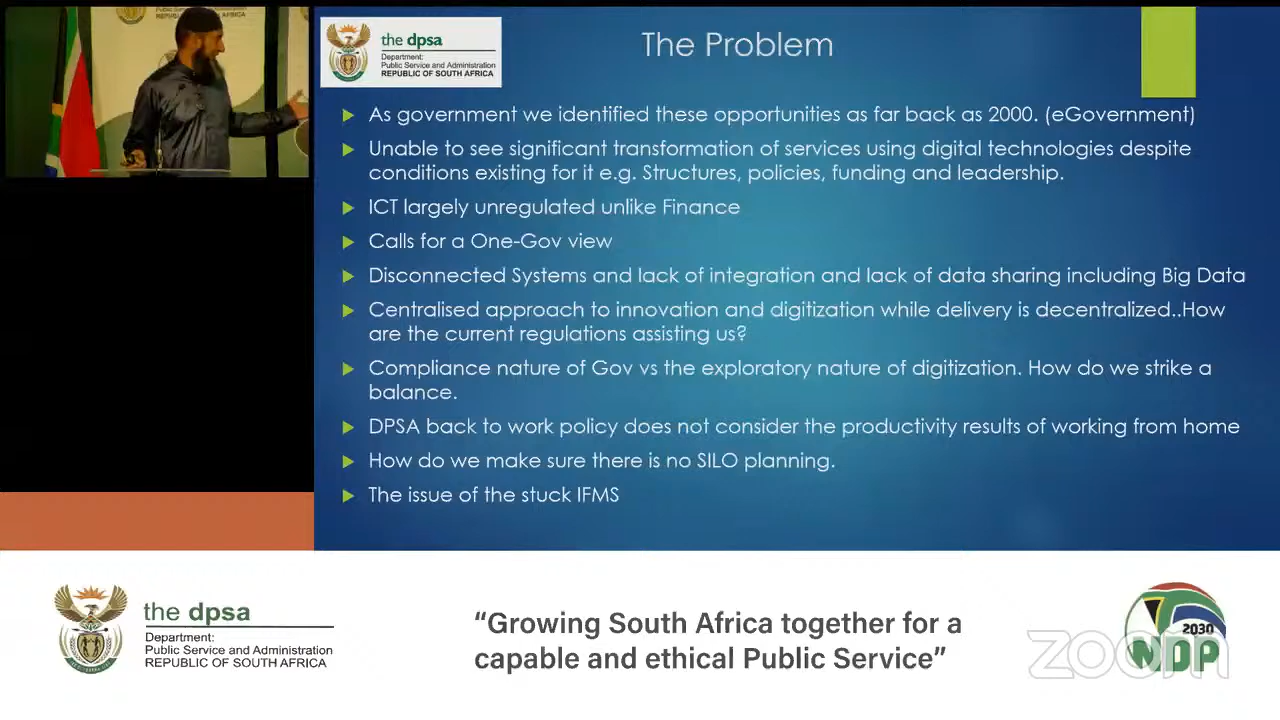 REPUBLIC OF SOUTH AFRICA
the dpsa
Department:
Public Service and Administration
REPUBLIC OF SOUTH AFRICA
The Problem
As government we identified these opportunities as far back as 2000. (eGovernment)
Unable to see significant transformation of services using digital technologies despite
conditions existing for it e.g. Structures, policies, funding and leadership.
ICT largely unregulated unlike Finance
Calls for a One-Gov view
Disconnected Systems and lack of integration and lack of data sharing including Big Data
Centralised approach to innovation and digitization while delivery is decentralized..How
are the current regulations assisting us?
Compliance nature of Gov vs the exploratory nature of digitization. How do we strike a
balance.
DPSA back to work policy does not consider the productivity results of working from home
How do we make sure there is no SILO planning.
The issue of the stuck IFMS
the dpsa
Department:
Public Service and Administration
REPUBLIC OF SOUTH AFRICA
“Growing South Africa together for a
capable and ethical Public Service”
2030
NDP
zoom